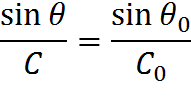 sin θ / C = sin θ₀ / C₀